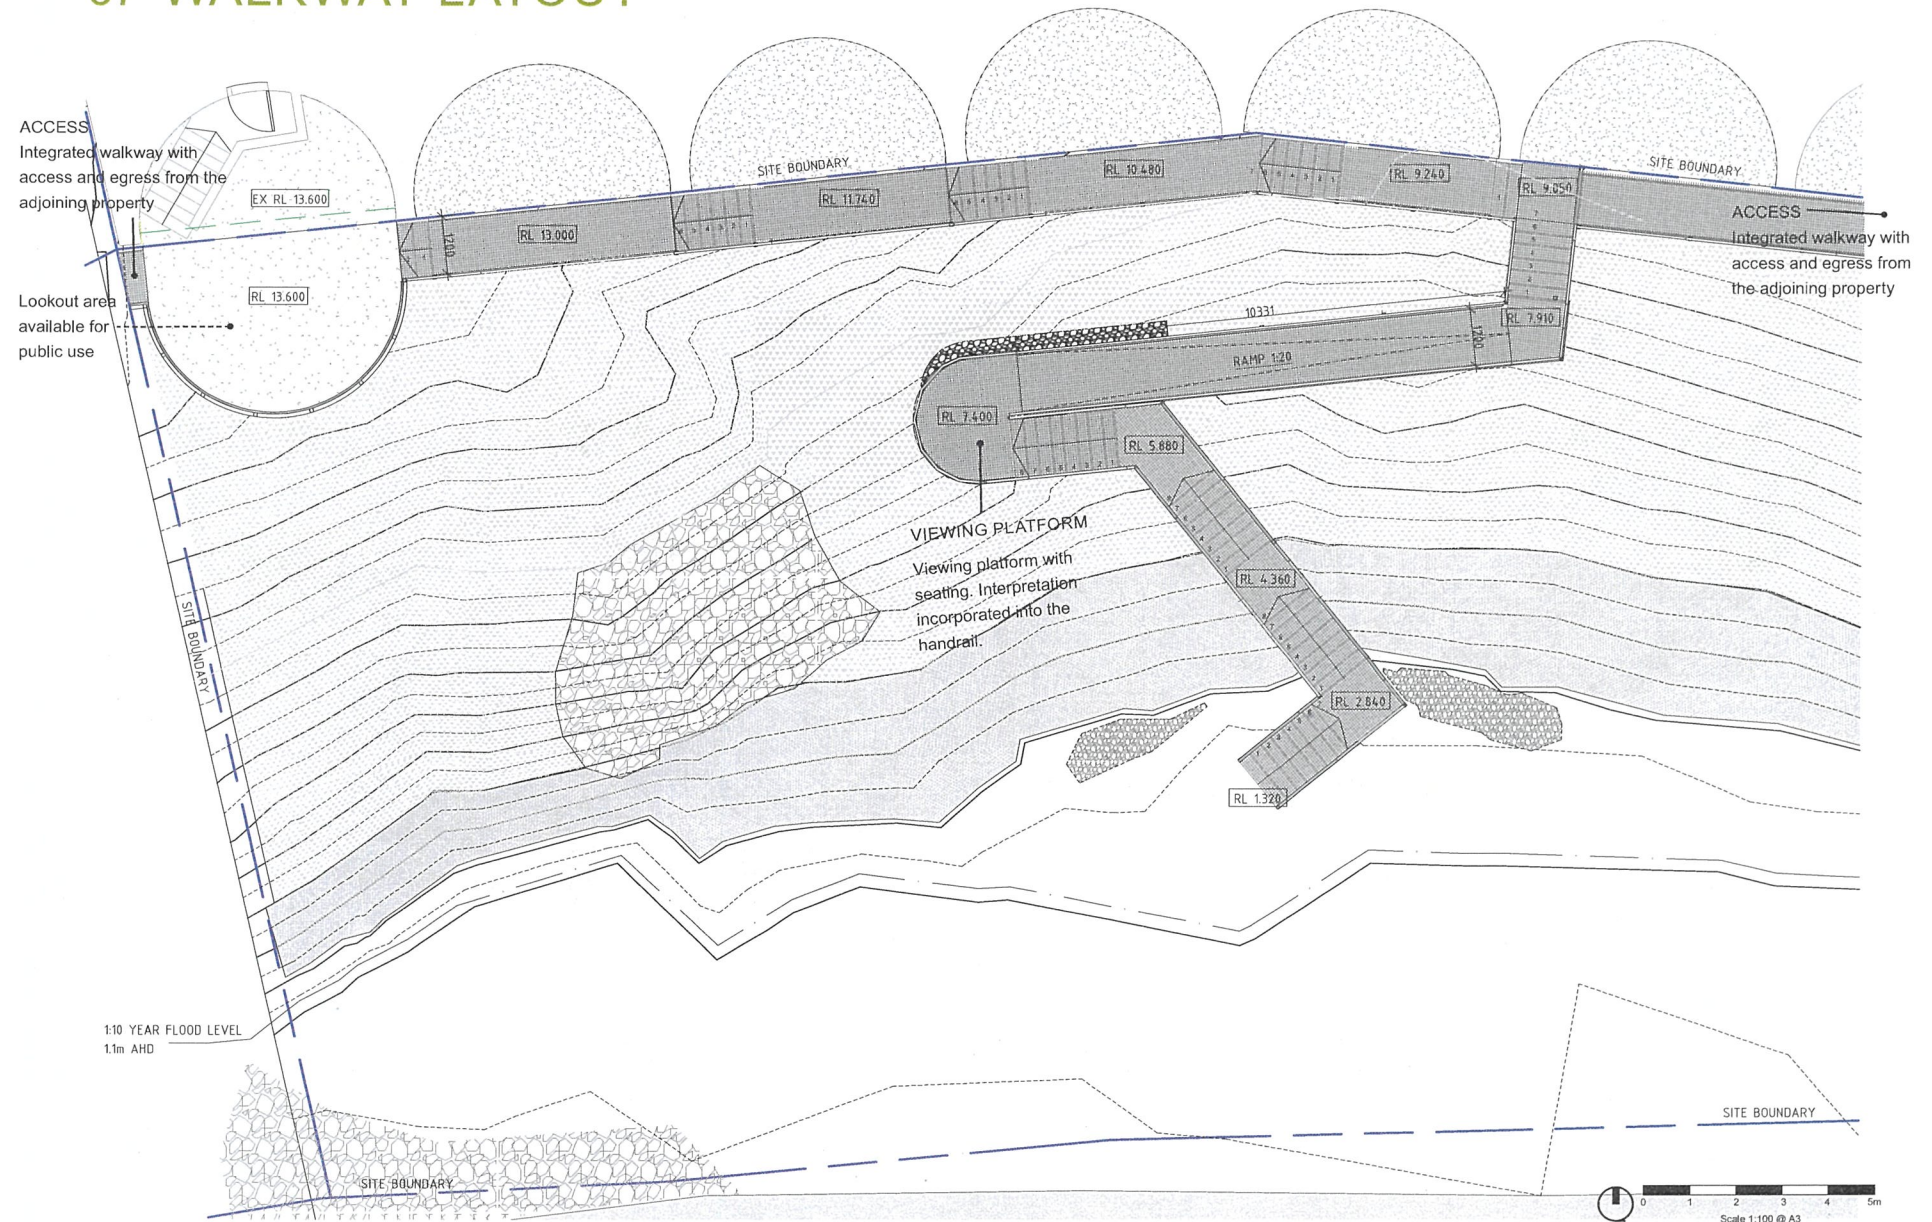 07 WALKWAY LAYOUT
ACCESS
Integrated walkway with
access and egress from the
adjoining property
EX RL 13.600
RL 13.600
Lookout area
available for
public use
1200
RL 13.000
SITE BOUNDARY
RL 11.740
RL 10.480
RL 9.240
RL 9.050
SITE BOUNDARY
ACCESS
Integrated walkway with
access and egress from
the adjoining property
10331
RL 7.910
RAMP 1:20
1200
RL 7.400
RL 5.880
VIEWING PLATFORM
Viewing platform with
seating. Interpretation
incorporated into the
handrail.
RL 4.360
RL 2.840
RL 1.320
SITE BOUNDARY
1:10 YEAR FLOOD LEVEL
1.1m AHD
SITE BOUNDARY
SITE BOUNDARY
0 1 2 3 4 5m
Scale 1:100 @ A3